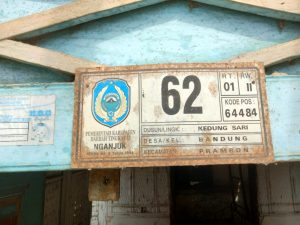 62
RT. RW.
01 II
KODE POS:
64484
PEMERINTAH KABUPATEN
DAERAH TINGKAT II
NGANJUK
DUSUN/LINGK : KEDUNG SARI
DESA/KEL. : BANDUNG
KECAMATAN : PRAMBON